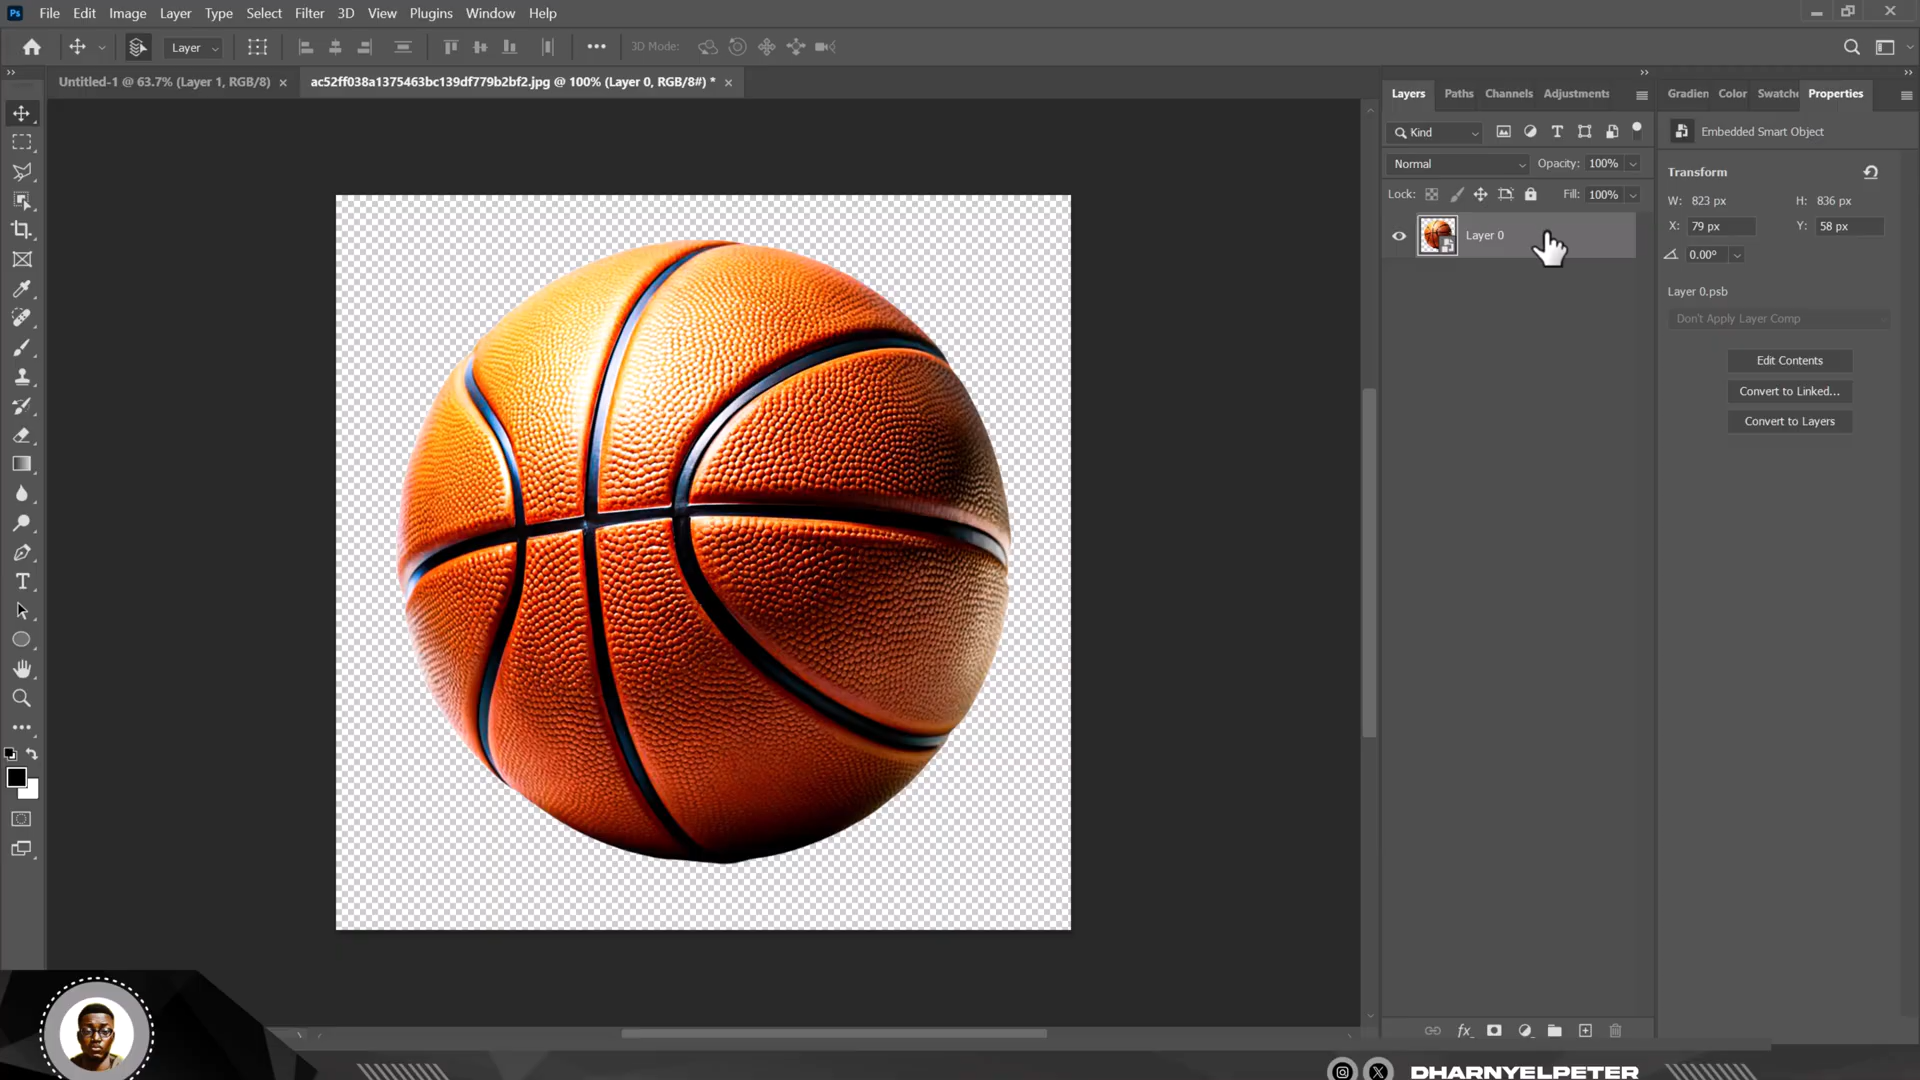 Ps File Edit Image Layer Type Select Filter 3D View Plugins Window Help
Layer 3D Mode:
Untitled-1 @ 63.7% (Layer 1, RGB/8) ac52ff038a1375463bc139df779b2bf2.jpg @ 100% (Layer 0, RGB/8#) *
Layers Paths Channels Adjustments Gradien Color Swatche Properties
Kind Embedded Smart Object
Normal Opacity: 100%
Transform
Lock: Fill: 100% W: 823 px H: 836 px
X: 79 px Y: 58 px
Layer 0
0.00°
Layer 0.psb
Don't Apply Layer Comp
Edit Contents
Convert to Linked...
Convert to Layers
T
fx
DHARNYELPETER